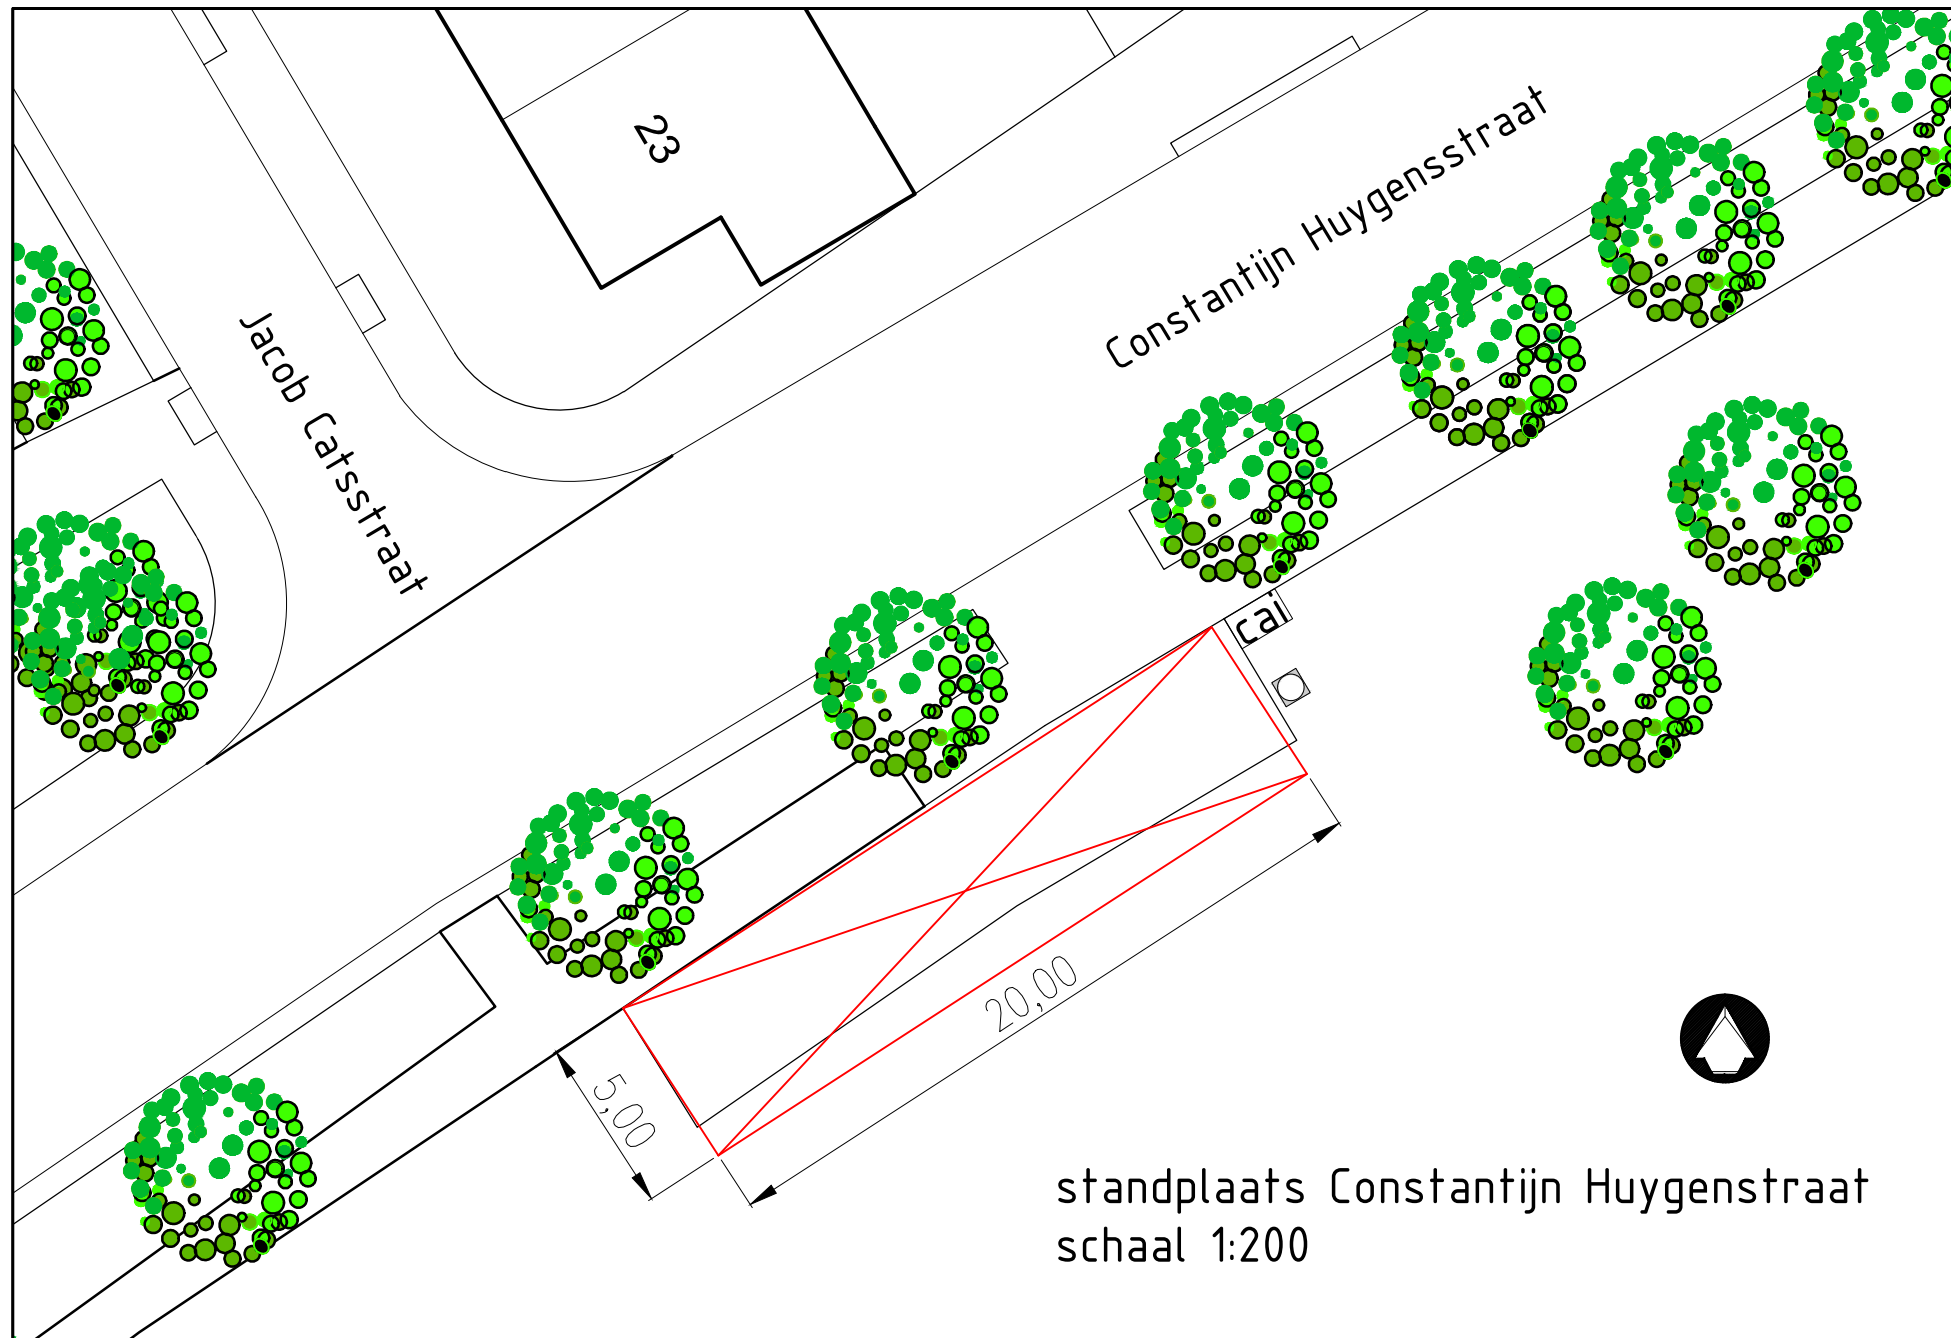 23
Constantijn Huygensstraat
Jacob Catsstraat
cai
20,00
5,00
standplaats Constantijn Huygenstraat
schaal 1:200